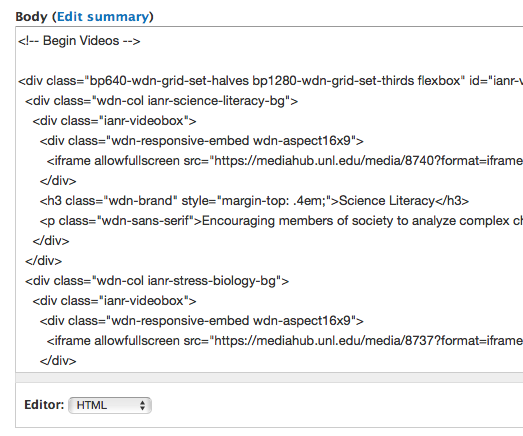 Body (Edit summary)
<!-- Begin Videos -->
<div class="bp640-wdn-grid-set-halves bp1280-wdn-grid-set-thirds flexbox" id="ianr-v
<div class="wdn-col ianr-science-literacy-bg">
<div class="ianr-videobox">
<div class="wdn-responsive-embed wdn-aspect16x9">
<iframe allowfullscreen src="https://mediahub.unl.edu/media/8740?format=iframe
</div>
<h3 class="wdn-brand" style="margin-top: .4em;">Science Literacy</h3>
<p class="wdn-sans-serif">Encouraging members of society to analyze complex ch
</div>
</div>
<div class="wdn-col ianr-stress-biology-bg">
<div class="ianr-videobox">
<div class="wdn-responsive-embed wdn-aspect16x9">
<iframe allowfullscreen src="https://mediahub.unl.edu/media/8737?format=iframe
</div>
Editor: HTML